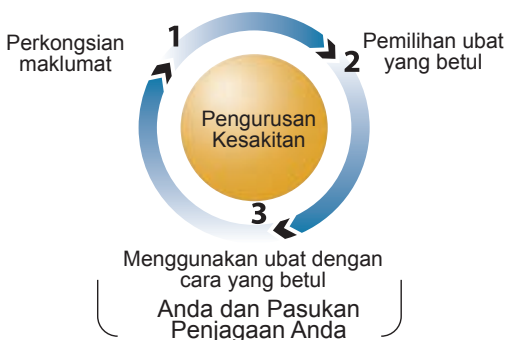 1
Perkongsian
maklumat
2
Pemilihan ubat
yang betul
Pengurusan
Kesakitan
3
Menggunakan ubat dengan
cara yang betul
Anda dan Pasukan
Penjagaan Anda